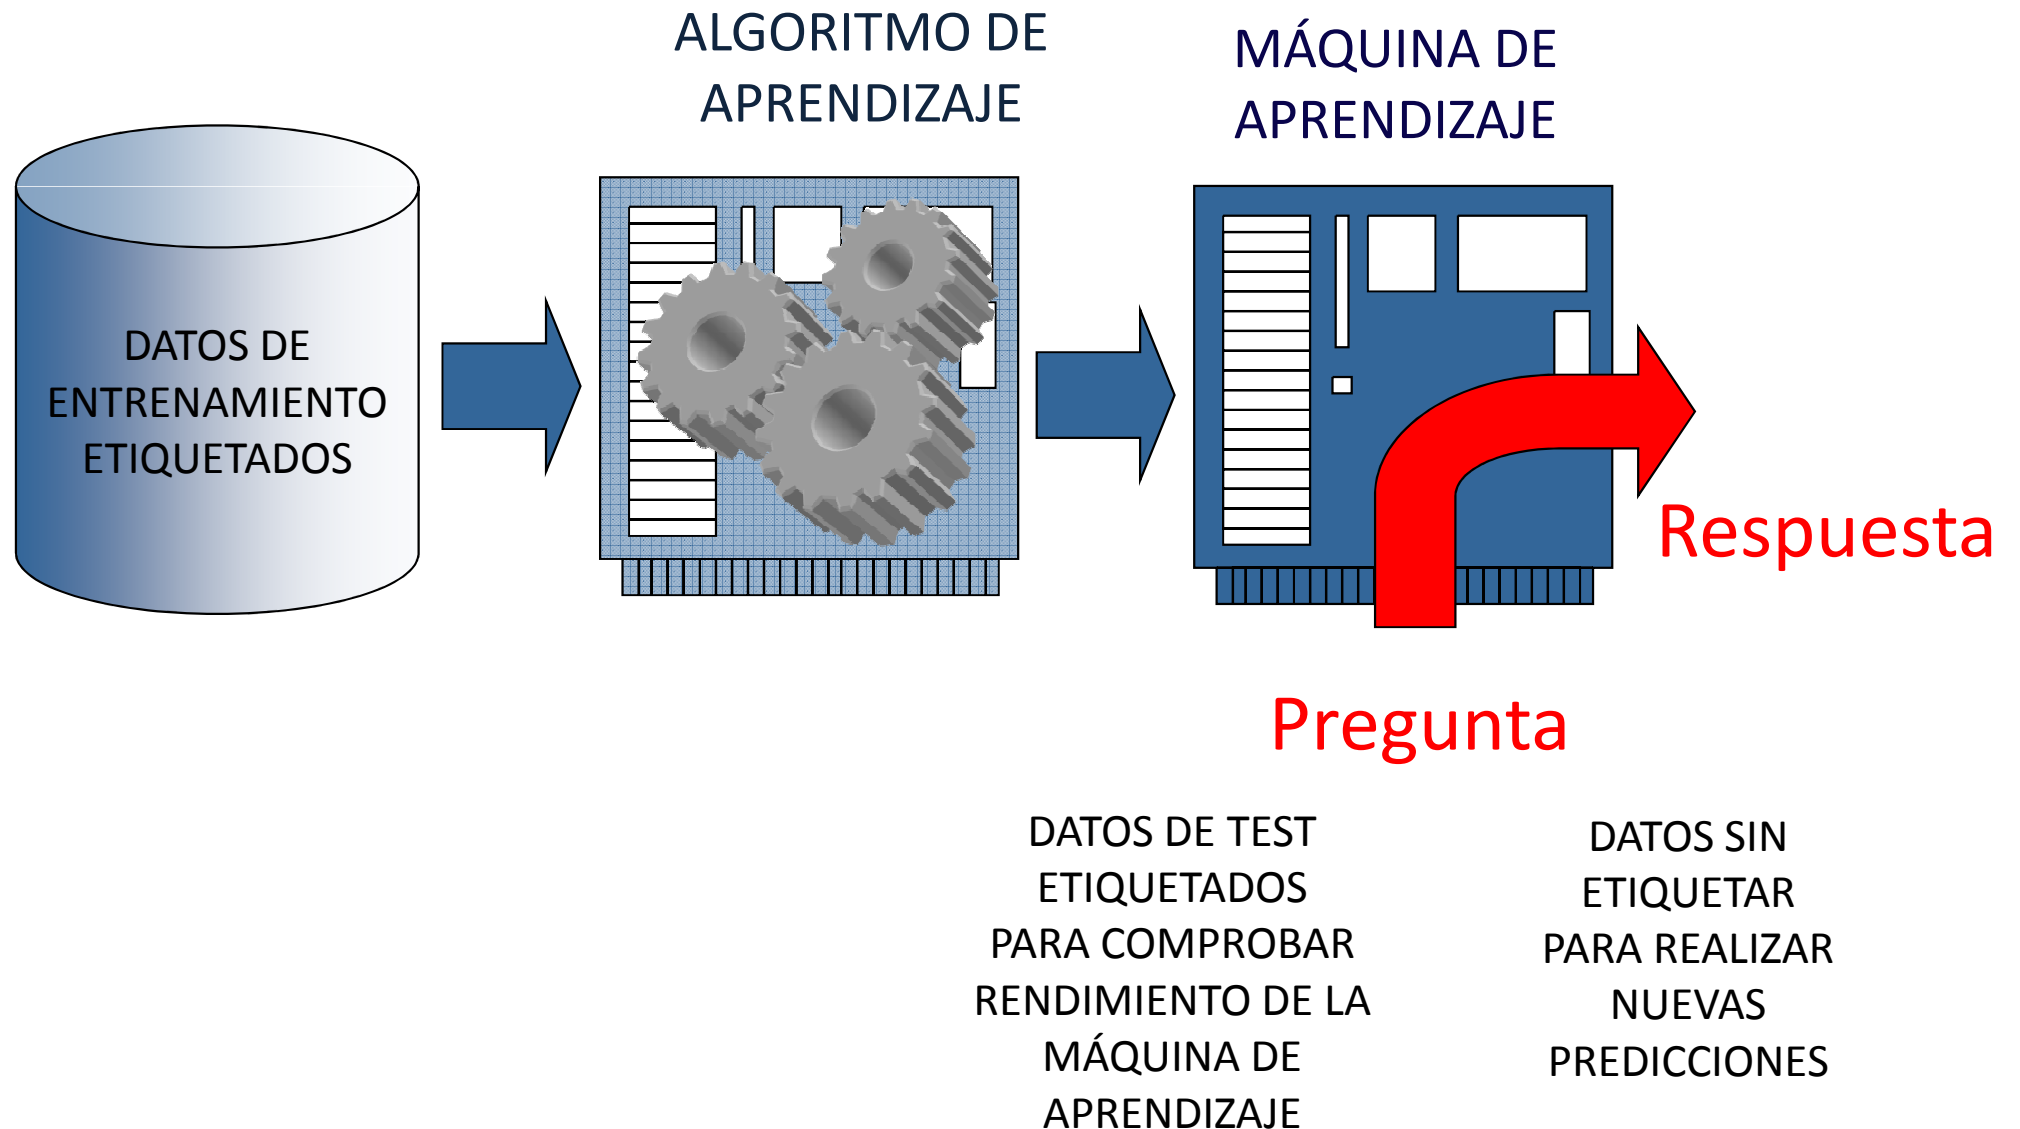 ALGORITMO DE
APRENDIZAJE
MÁQUINA DE
APRENDIZAJE
DATOS DE
ENTRENAMIENTO
ETIQUETADOS
Respuesta
Pregunta
DATOS DE TEST
ETIQUETADOS
PARA COMPROBAR
RENDIMIENTO DE LA
MÁQUINA DE
APRENDIZAJE
DATOS SIN
ETIQUETAR
PARA REALIZAR
NUEVAS
PREDICCIONES